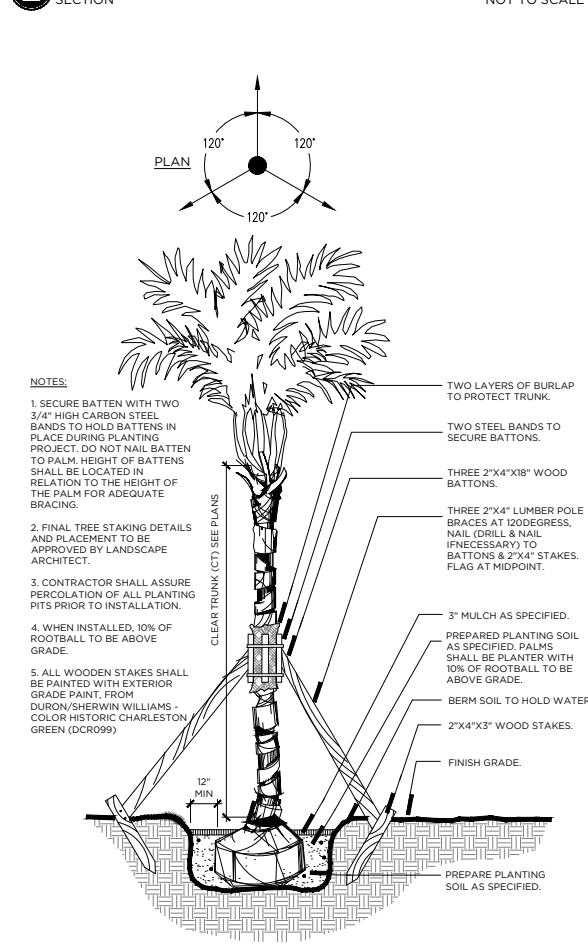 SECTION
NOT TO SCALE
120°
120°
120°
PLAN
NOTES:
1. SECURE BATTEN WITH TWO
3/4" HIGH CARBON STEEL
BANDS TO HOLD BATTENS IN
PLACE DURING PLANTING
PROJECT. DO NOT NAIL BATTEN
TO PALM. HEIGHT OF BATTENS
SHALL BE LOCATED IN
RELATION TO THE HEIGHT OF
THE PALM FOR ADEQUATE
BRACING.
2. FINAL TREE STAKING DETAILS
AND PLACEMENT TO BE
APPROVED BY LANDSCAPE
ARCHITECT.
3. CONTRACTOR SHALL ASSURE
PERCOLATION OF ALL PLANTING
PITS PRIOR TO INSTALLATION.
4. WHEN INSTALLED, 10% OF
ROOTBALL TO BE ABOVE
GRADE.
5. ALL WOODEN STAKES SHALL
BE PAINTED WITH EXTERIOR
GRADE PAINT, FROM
DURON/SHERWIN WILLIAMS -
COLOR HISTORIC CHARLESTON
GREEN (DCR099)
CLEAR TRUNK (CT) SEE PLANS
12"
MIN
TWO LAYERS OF BURLAP
TO PROTECT TRUNK.
TWO STEEL BANDS TO
SECURE BATTONS.
THREE 2"X4"X18" WOOD
BATTONS.
THREE 2"X4" LUMBER POLE
BRACES AT 120DEGRESS,
NAIL (DRILL & NAIL
IFNECESSARY) TO
BATTONS & 2"X4" STAKES.
FLAG AT MIDPOINT.
3" MULCH AS SPECIFIED.
PREPARED PLANTING SOIL
AS SPECIFIED. PALMS
SHALL BE PLANTER WITH
10% OF ROOTBALL TO BE
ABOVE GRADE.
BERM SOIL TO HOLD WATER
2"X4"X3" WOOD STAKES.
FINISH GRADE.
PREPARE PLANTING
SOIL AS SPECIFIED.